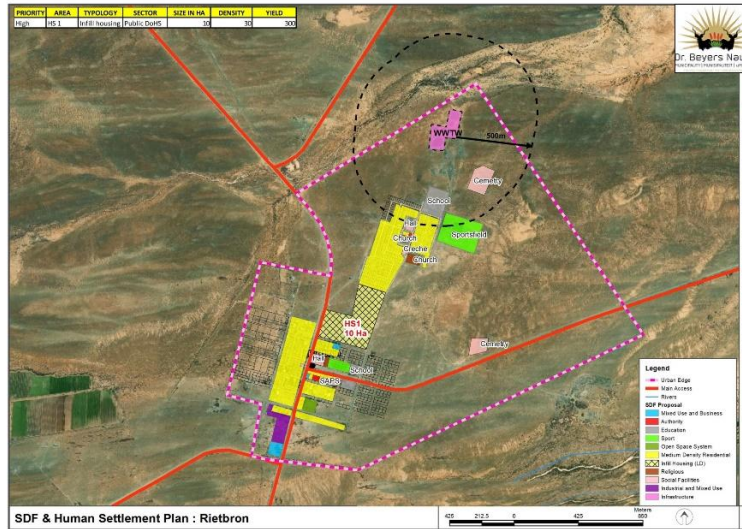 PRIORITY AREA TYPOLOGY SECTOR SIZE IN HA DENSITY YIELD
High HS 1 Infill housing Public DoHS 10 30 300
Dr. Beyers Nau
WWTW
500m
Cemetry
School
Hall
Church
Sportsfield
Creche
Church
HS1
10 Ha
Cemetry
Hall
School
SAPS
Legend
Urban Edge
Main Access
Rivers
SDF Proposal
Mixed Use and Business
Authority
Education
Sport
Open Space System
Medium Density Residential
Infill Housing (LD)
Religious
Social Facilities
Industrial and Mixed Use
Infrastructure
SDF & Human Settlement Plan : Rietbron
Meters
425 212.5 0 425 850